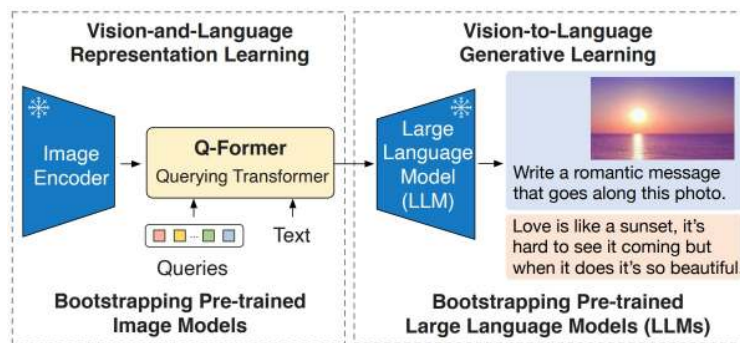 Vision-and-Language
Representation Learning
Image
Encoder
Q-Former
Querying Transformer
...
Queries
Text
Bootstrapping Pre-trained
Image Models
Vision-to-Language
Generative Learning
Large
Language
Model
(LLM)
Write a romantic message
that goes along this photo.
Love is like a sunset, it's
hard to see it coming but
when it does it's so beautiful.
Bootstrapping Pre-trained
Large Language Models (LLMs)